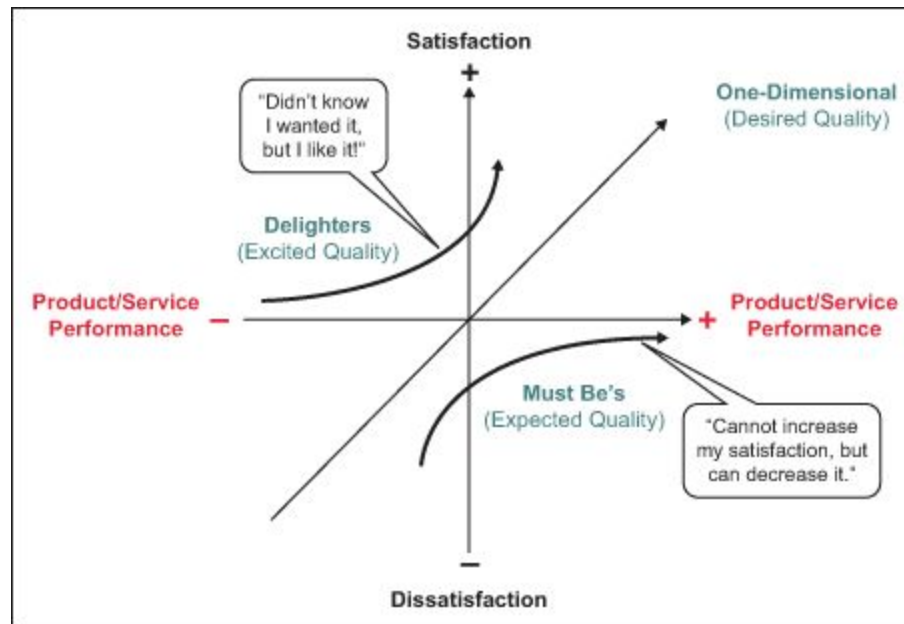 Satisfaction
+
"Didn't know
I wanted it,
but I like it!"
One-Dimensional
(Desired Quality)
Delighters
(Excited Quality)
Product/Service
Performance
–
+
Product/Service
Performance
Must Be's
(Expected Quality)
"Cannot increase
my satisfaction, but
can decrease it."
–
Dissatisfaction